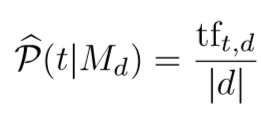 P̂(t|M_d) = tf_{t,d} / |d|